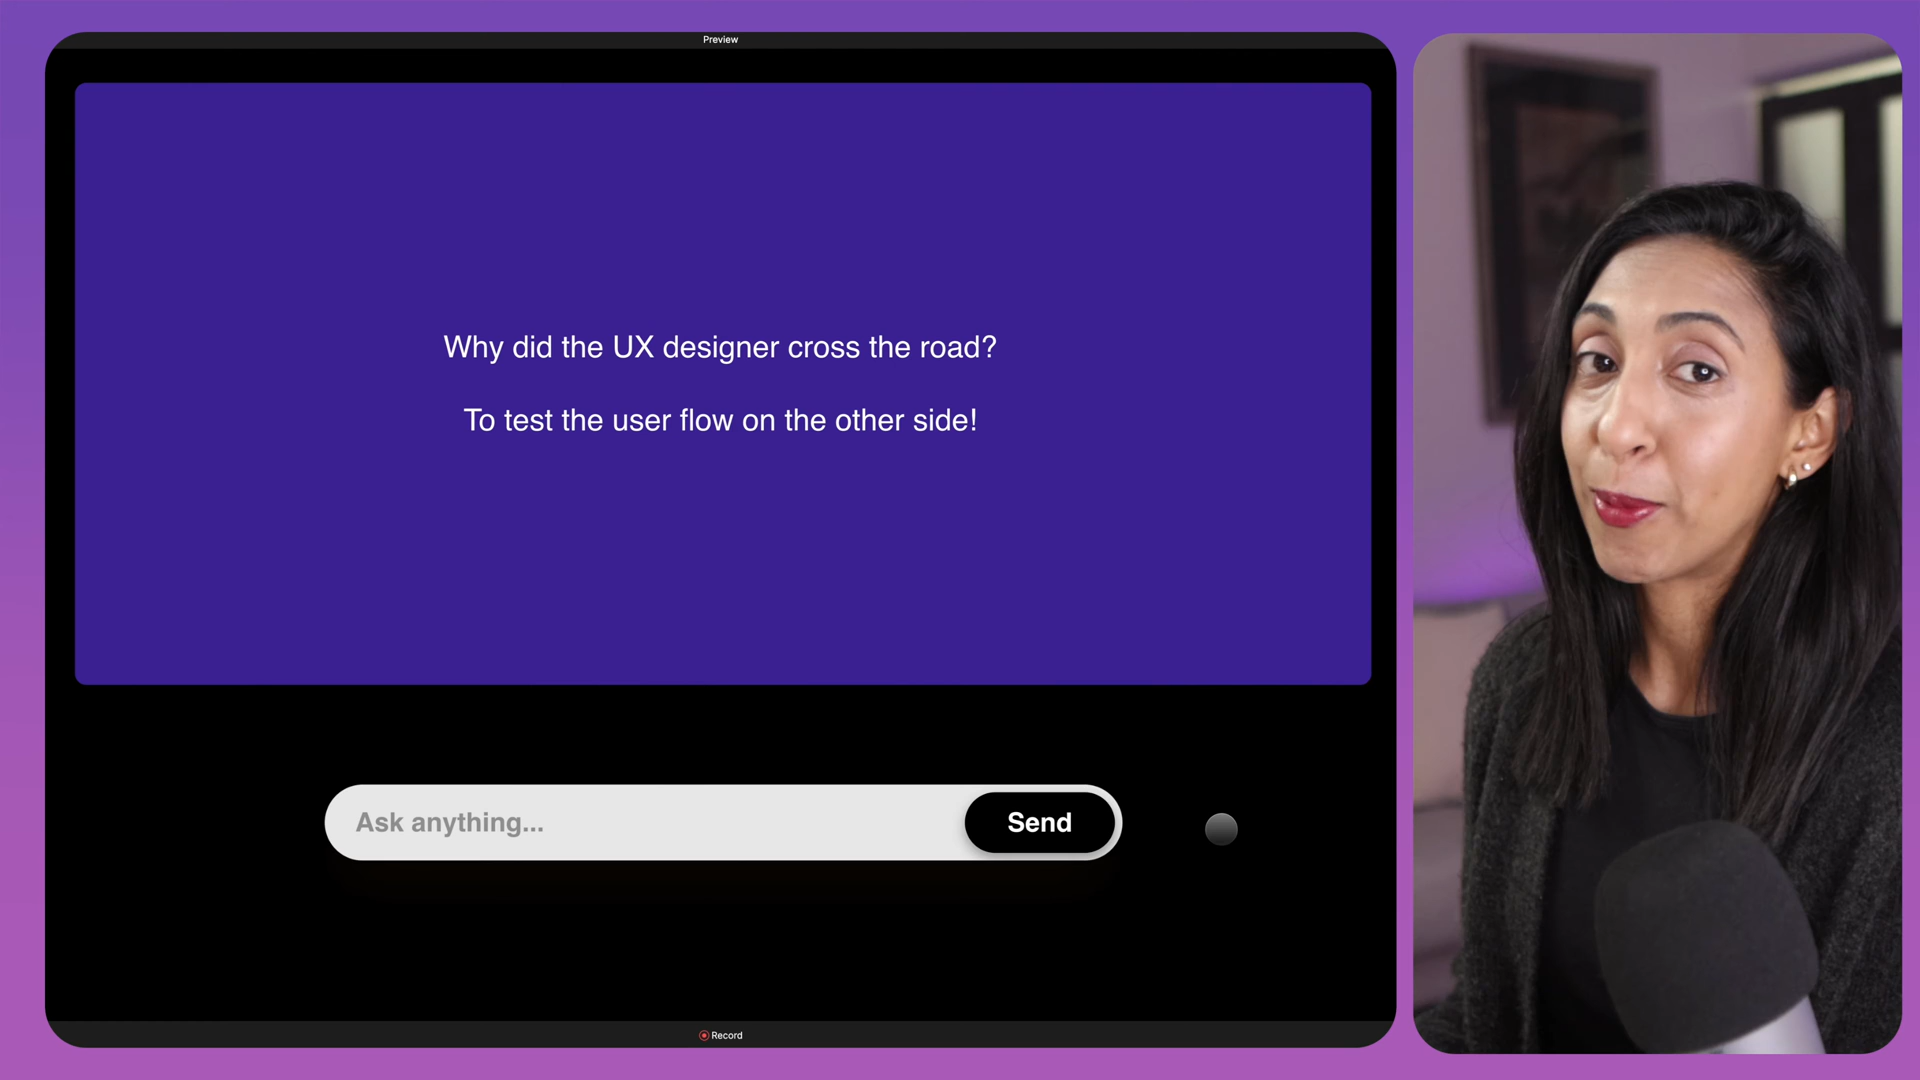 Preview
Why did the UX designer cross the road?
To test the user flow on the other side!
Ask anything...
Send
Record